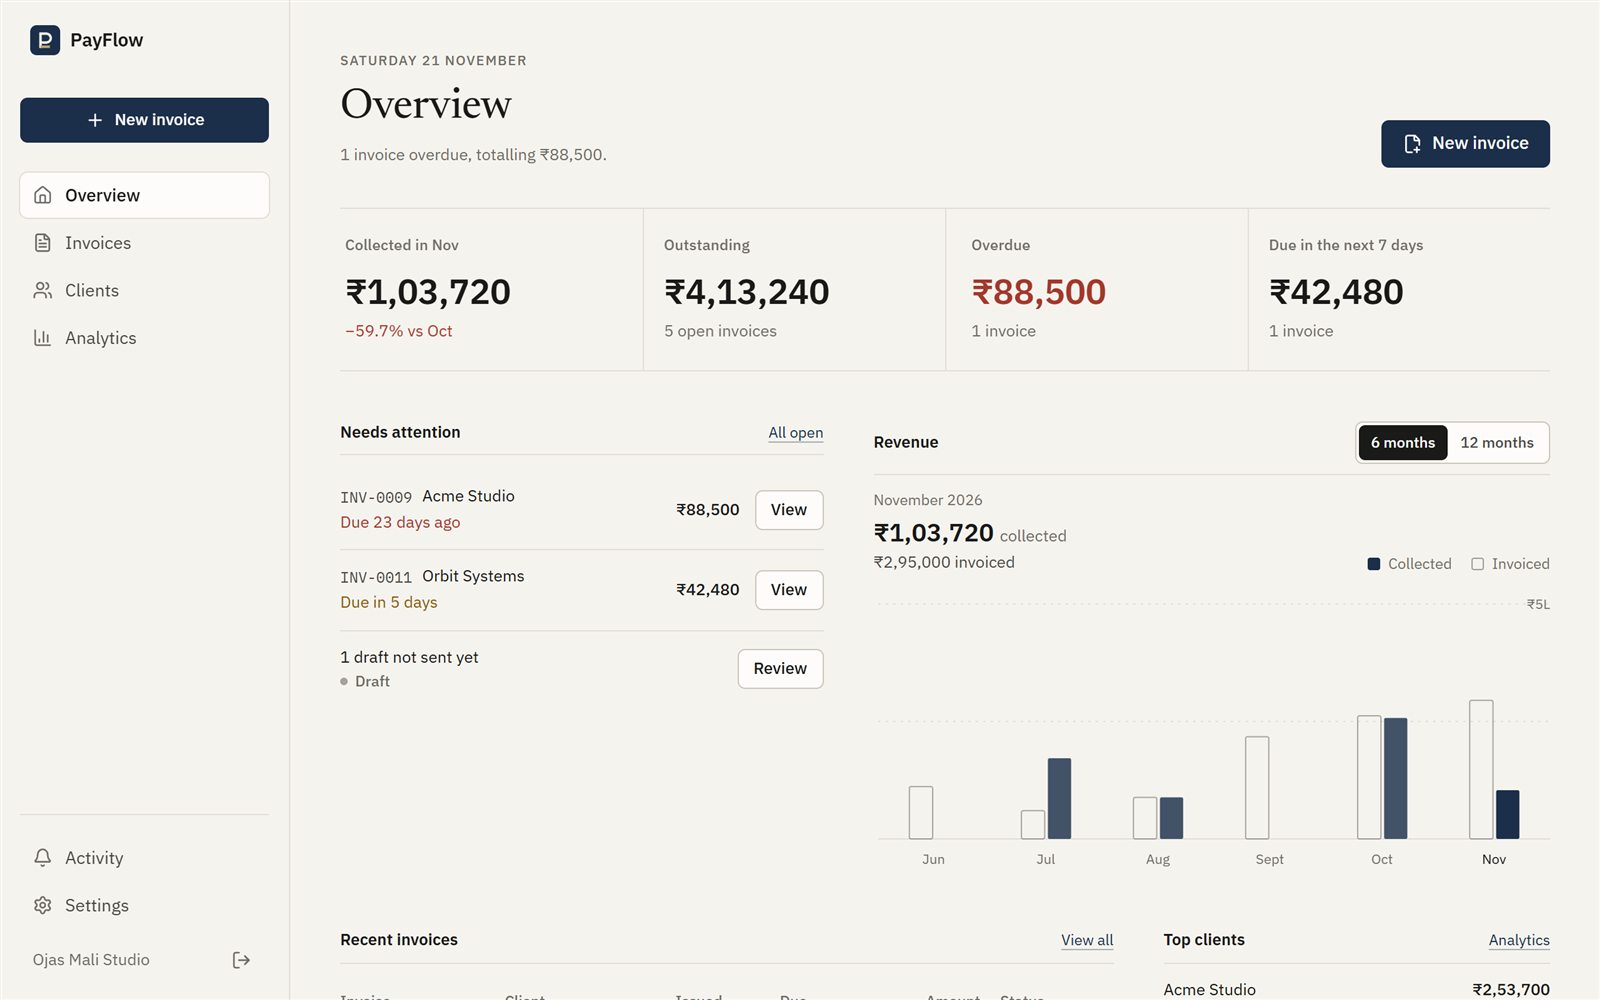 PayFlow
New invoice
Overview
Invoices
Clients
Analytics
Activity
Settings
Ojas Mali Studio
SATURDAY 21 NOVEMBER
Overview
1 invoice overdue, totalling ₹88,500.
New invoice
Collected in Nov
₹1,03,720
−59.7% vs Oct
Outstanding
₹4,13,240
5 open invoices
Overdue
₹88,500
1 invoice
Due in the next 7 days
₹42,480
1 invoice
Needs attention
All open
INV-0009 Acme Studio
Due 23 days ago
₹88,500
View
INV-0011 Orbit Systems
Due in 5 days
₹42,480
View
1 draft not sent yet
Draft
Review
Revenue
6 months
12 months
November 2026
₹1,03,720 collected
₹2,95,000 invoiced
Collected
Invoiced
₹5L
Jun
Jul
Aug
Sept
Oct
Nov
Recent invoices
View all
Invoice Client Issued Due Amount Status
Top clients
Analytics
Acme Studio
₹2,53,700